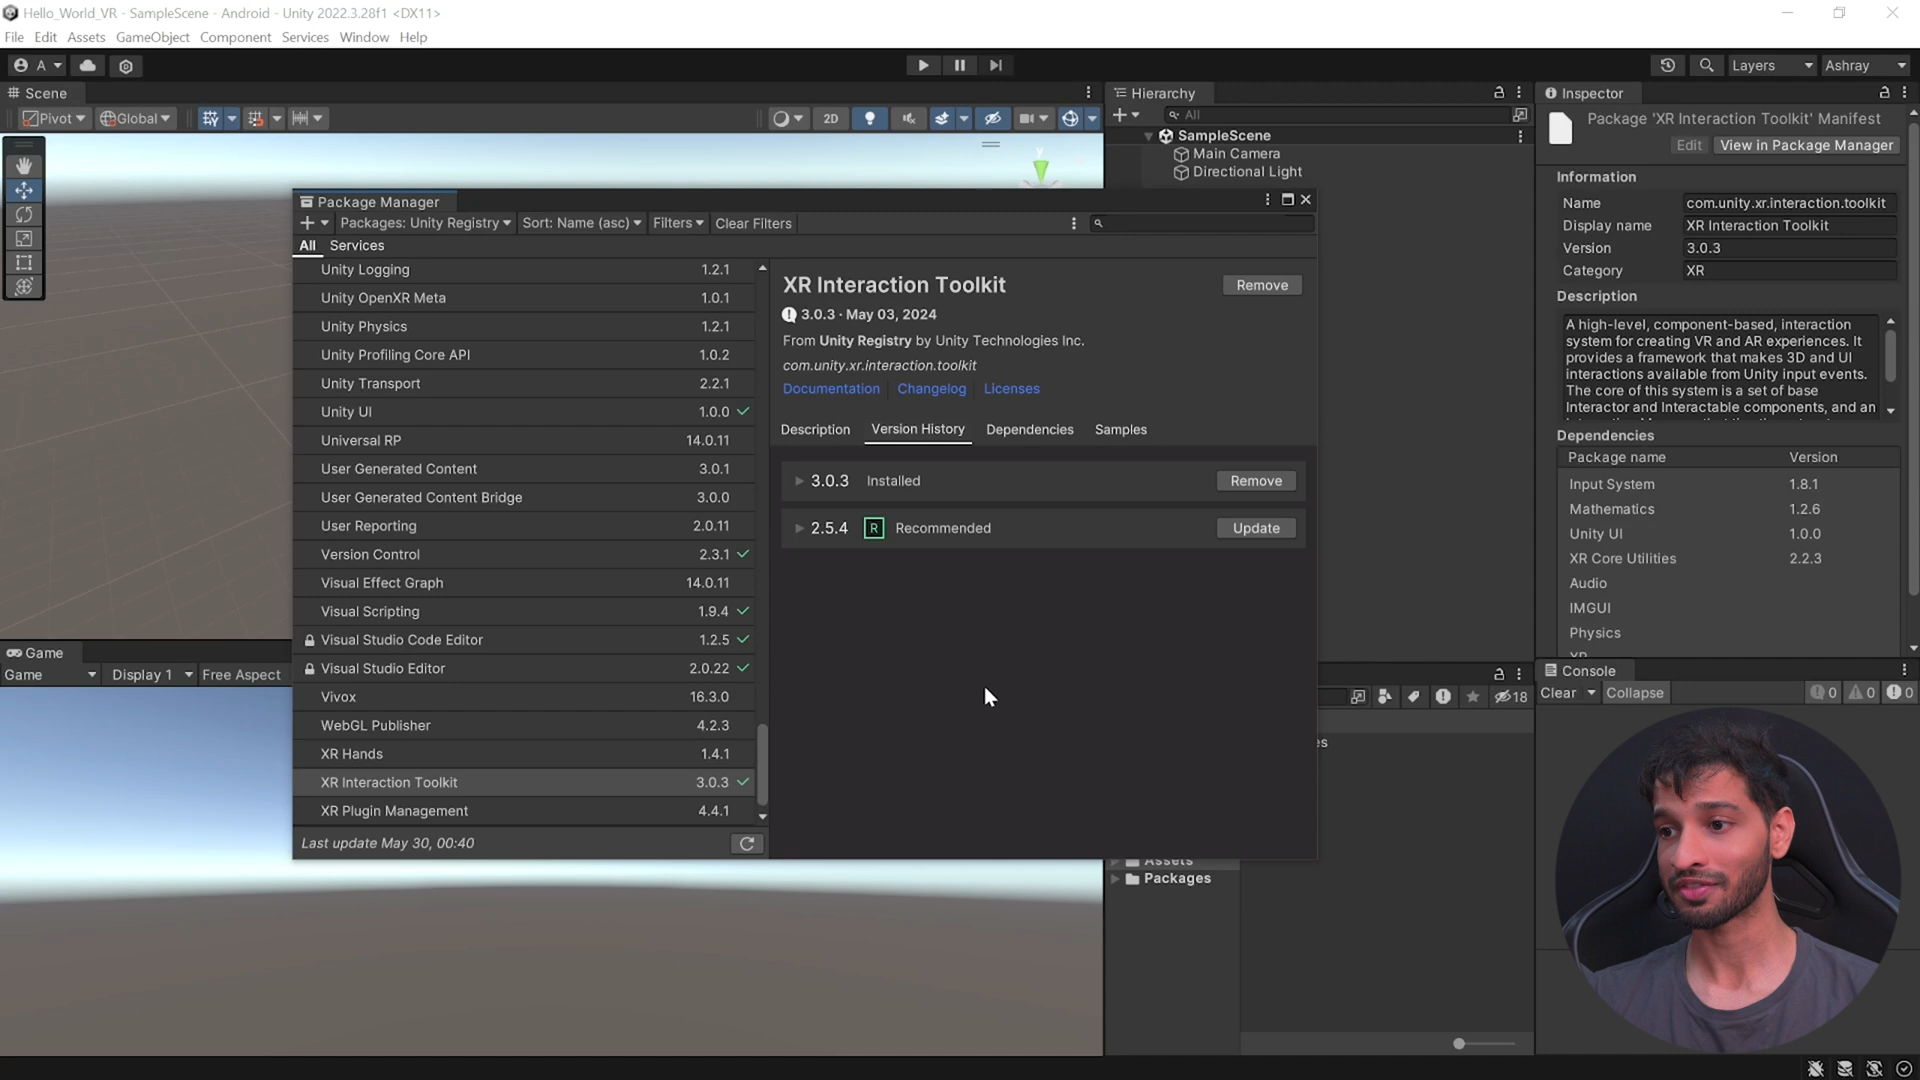 Hello_World_VR - SampleScene - Android - Unity 2022.3.28f1 <DX11>
File Edit Assets GameObject Component Services Window Help
A Layers Ashray
Scene
Pivot Global 2D
Y
Game
Game Display 1 Free Aspect
Package Manager
Packages: Unity Registry Sort: Name (asc) Filters Clear Filters
All Services
Unity Logging 1.2.1
Unity OpenXR Meta 1.0.1
Unity Physics 1.2.1
Unity Profiling Core API 1.0.2
Unity Transport 2.2.1
Unity UI 1.0.0
Universal RP 14.0.11
User Generated Content 3.0.1
User Generated Content Bridge 3.0.0
User Reporting 2.0.11
Version Control 2.3.1
Visual Effect Graph 14.0.11
Visual Scripting 1.9.4
Visual Studio Code Editor 1.2.5
Visual Studio Editor 2.0.22
Vivox 16.3.0
WebGL Publisher 4.2.3
XR Hands 1.4.1
XR Interaction Toolkit 3.0.3
XR Plugin Management 4.4.1
Last update May 30, 00:40
XR Interaction Toolkit Remove
3.0.3 · May 03, 2024
From Unity Registry by Unity Technologies Inc.
com.unity.xr.interaction.toolkit
Documentation Changelog Licenses
Description Version History Dependencies Samples
3.0.3 Installed Remove
2.5.4 R Recommended Update
Hierarchy
All
SampleScene
Main Camera
Directional Light
18
es
Assets
Packages
Inspector
Package 'XR Interaction Toolkit' Manifest
Edit View in Package Manager
Information
Name com.unity.xr.interaction.toolkit
Display name XR Interaction Toolkit
Version 3.0.3
Category XR
Description
A high-level, component-based, interaction
system for creating VR and AR experiences. It
provides a framework that makes 3D and UI
interactions available from Unity input events.
The core of this system is a set of base
Interactor and Interactable components, and an
Dependencies
Package name Version
Input System 1.8.1
Mathematics 1.2.6
Unity UI 1.0.0
XR Core Utilities 2.2.3
Audio
IMGUI
Physics
XR
Console
Clear Collapse 0 0 0